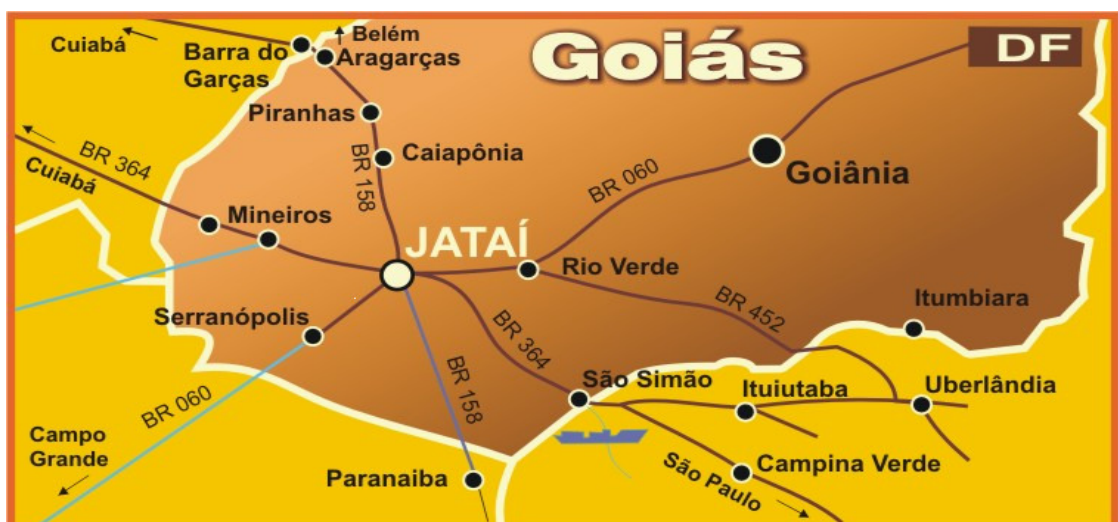 Cuiabá
Belém
Goiás
DF
Barra do
Garças
Aragarças
Piranhas
Caiapônia
BR 158
BR 364
Cuiabá
BR 060
Goiânia
Mineiros
JATAÍ
Rio Verde
Serranópolis
BR 364
BR 452
Itumbiara
BR 158
BR 060
São Simão
Ituiutaba
Uberlândia
Campo
Grande
Paranaiba
São Paulo
Campina Verde